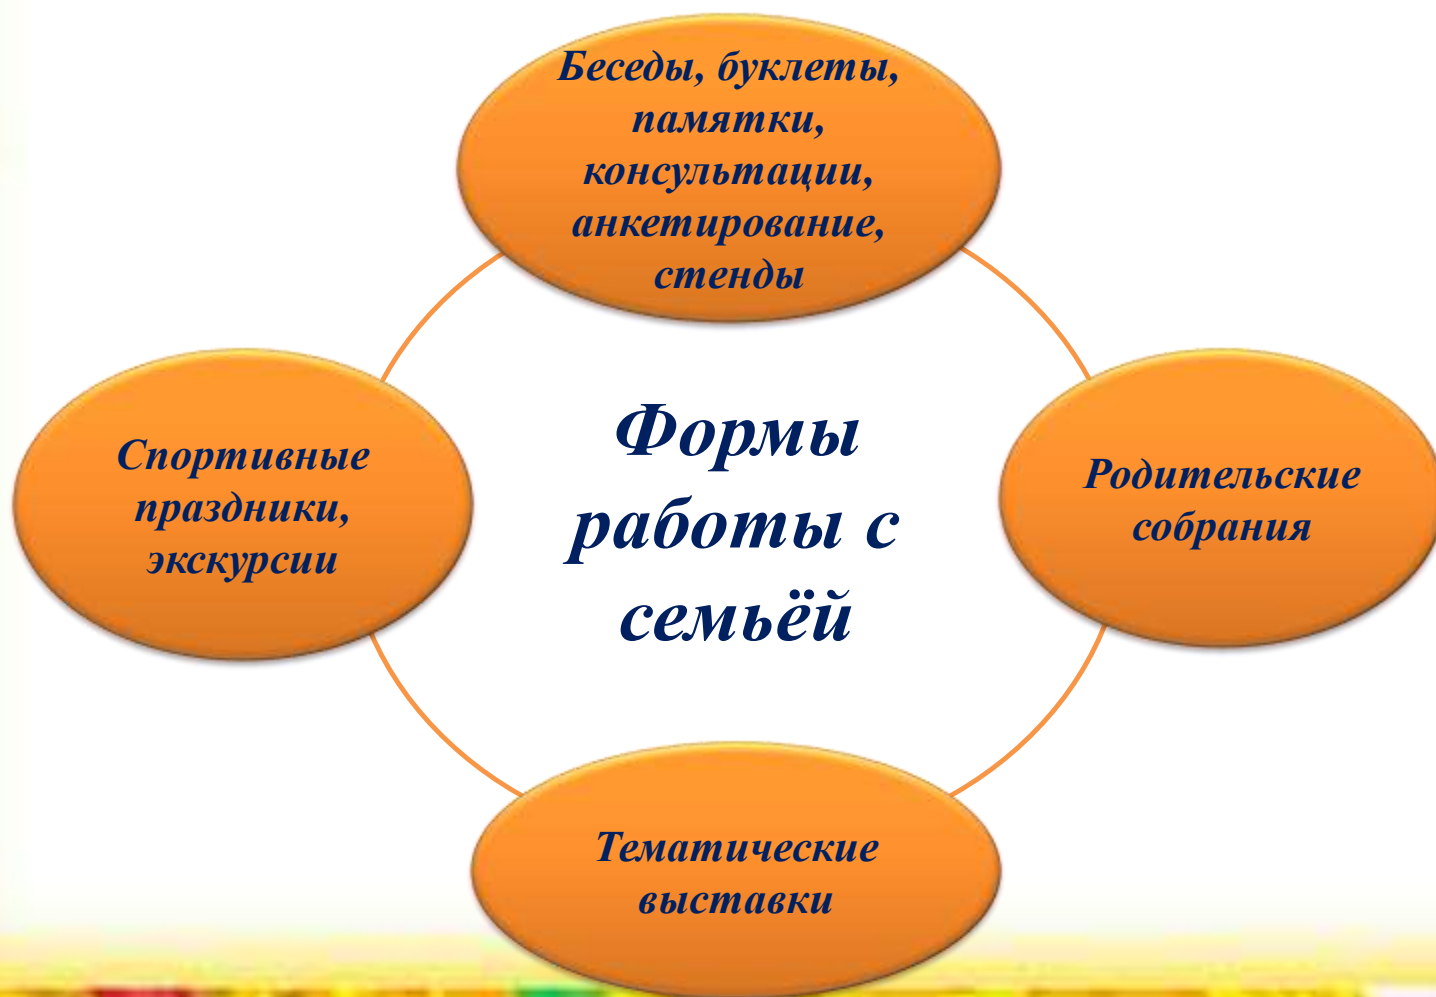 Беседы, буклеты,
памятки,
консультации,
анкетирование,
стенды
Спортивные
праздники,
экскурсии
Формы
работы с
семьёй
Родительские
собрания
Тематические
выставки